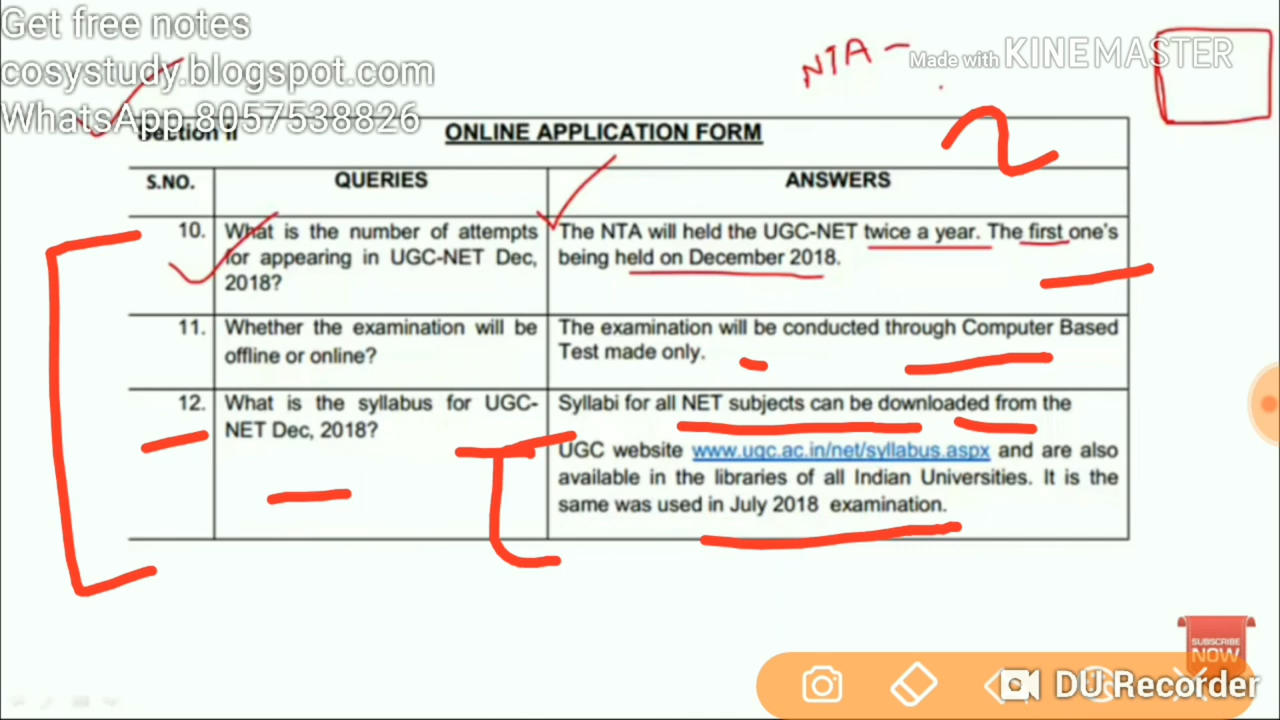 Get free notes
cosystudy.blogspot.com
WhatsApp 8057538826
NTA -
Made with KINEMASTER
Section II
ONLINE APPLICATION FORM
S.NO.
QUERIES
ANSWERS
10.
What is the number of attempts
for appearing in UGC-NET Dec,
2018?
The NTA will held the UGC-NET twice a year. The first one's
being held on December 2018.
11.
Whether the examination will be
offline or online?
The examination will be conducted through Computer Based
Test made only.
12.
What is the syllabus for UGC-
NET Dec, 2018?
Syllabi for all NET subjects can be downloaded from the
UGC website www.ugc.ac.in/net/syllabus.aspx and are also
available in the libraries of all Indian Universities. It is the
same was used in July 2018 examination.
SUBSCRIBE
NOW
DU Recorder